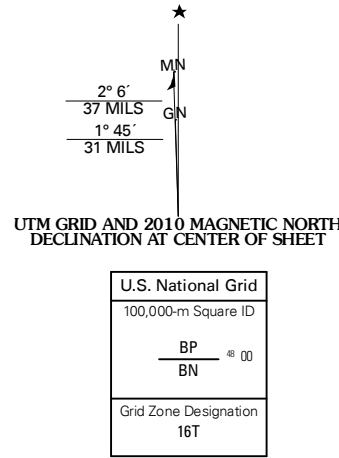 ★
MN
2° 6´
37 MILS
GN
1° 45´
31 MILS
UTM GRID AND 2010 MAGNETIC NORTH
DECLINATION AT CENTER OF SHEET
U.S. National Grid
100,000-m Square ID
BP
48 00
BN
Grid Zone Designation
16T